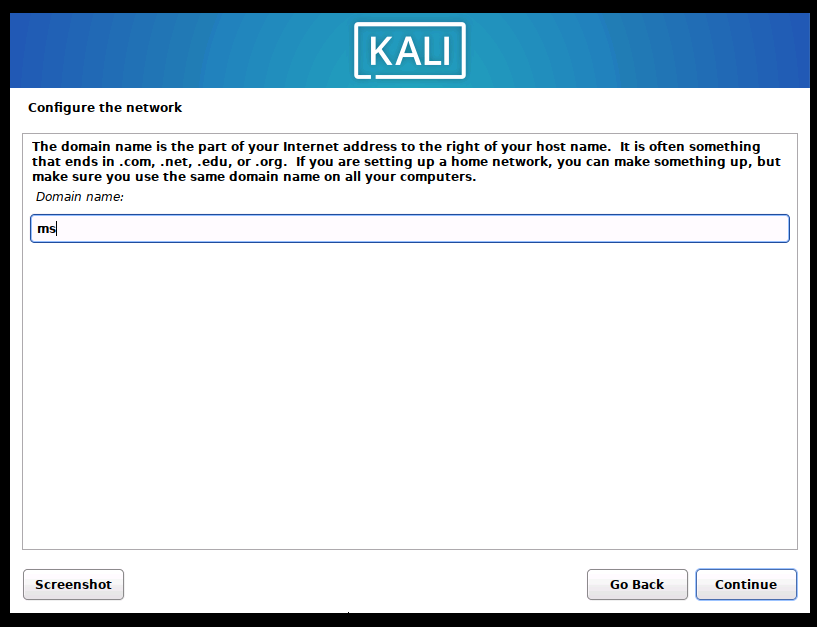 KALI
Configure the network
The domain name is the part of your Internet address to the right of your host name.  It is often something
that ends in .com, .net, .edu, or .org.  If you are setting up a home network, you can make something up, but
make sure you use the same domain name on all your computers.
Domain name:
ms
Screenshot
Go Back
Continue